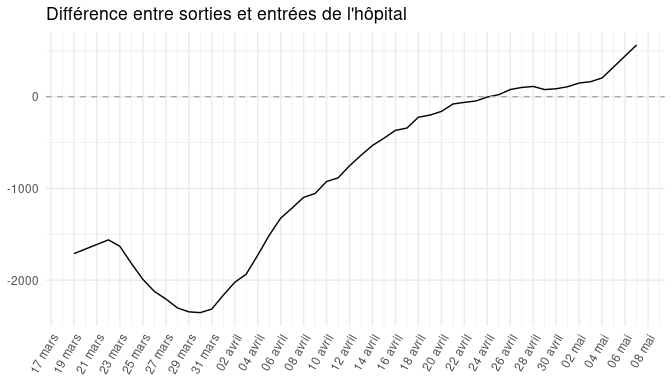 Différence entre sorties et entrées de l'hôpital
0
-1000
-2000
17 mars
19 mars
21 mars
23 mars
25 mars
27 mars
29 mars
31 mars
02 avril
04 avril
06 avril
08 avril
10 avril
12 avril
14 avril
16 avril
18 avril
20 avril
22 avril
24 avril
26 avril
28 avril
30 avril
02 mai
04 mai
06 mai
08 mai